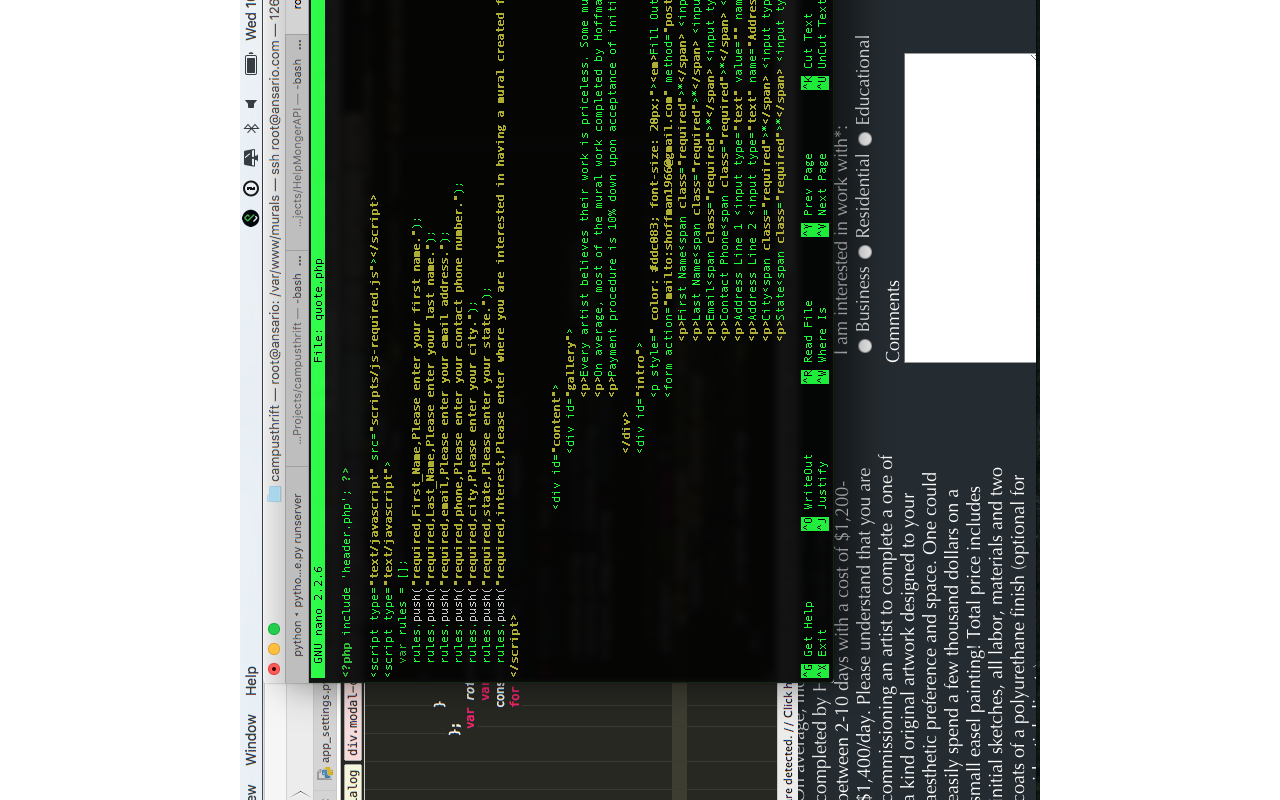 Window Help
Wed 1
campusthrift — root@ansario: /var/www/murals — ssh root@ansario.com — 126
python • pytho...e.py runserver
...Projects/campusthrift — -bash
...jects/HelpMongerAPI — -bash
GNU nano 2.2.6 File: quote.php
<?php include 'header.php'; ?>
<script type="text/javascript" src="scripts/js-required.js"></script>
<script type="text/javascript">
var rules = [];
rules.push("required,First_Name,Please enter your first name.");
rules.push("required,Last_Name,Please enter your last name.");
rules.push("required,email,Please enter your email address.");
rules.push("required,phone,Please enter your contact phone number.");
rules.push("required,city,Please enter your city.");
rules.push("required,state,Please enter your state.");
rules.push("required,interest,Please enter where you are interested in having a mural created f
</script>
<div id="content">
<div id="gallery">
<p>Every artist believes their work is priceless. Some mu
<p>On average, most of the mural work completed by Hoffma
<p>Payment procedure is 10% down upon acceptance of initi
</div>
<div id="intro">
<p style=" color: #ddc083; font-size: 20px;"><em>Fill Out
<form action="mailto:shoffman1966@gmail.com" method="post
<p>First Name<span class="required">*</span> <inp
<p>Last Name<span class="required">*</span> <inpu
<p>Email<span class="required">*</span> <input ty
<p>Contact Phone<span class="required">*</span> <
<p>Address Line 1 <input type="text" value="" nam
<p>Address Line 2 <input type="text" name="Addres
<p>City<span class="required">*</span> <input typ
<p>State<span class="required">*</span> <input ty
^G Get Help ^O WriteOut ^R Read File ^Y Prev Page ^K Cut Text
^X Exit ^J Justify ^W Where Is ^V Next Page ^U UnCut Text
app_settings.p
alog div.modal-
}
};
var rot
var
cons
for
are detected. // Click h
On average,
completed by H
between 2-10 days with a cost of $1,200-
$1,400/day. Please understand that you are
commissioning an artist to complete a one of
a kind original artwork designed to your
aesthetic preference and space. One could
easily spend a few thousand dollars on a
small easel painting! Total price includes
initial sketches, all labor, materials and two
coats of a polyurethane finish (optional for
I am interested in work with*:
Business Residential Educational
Comments